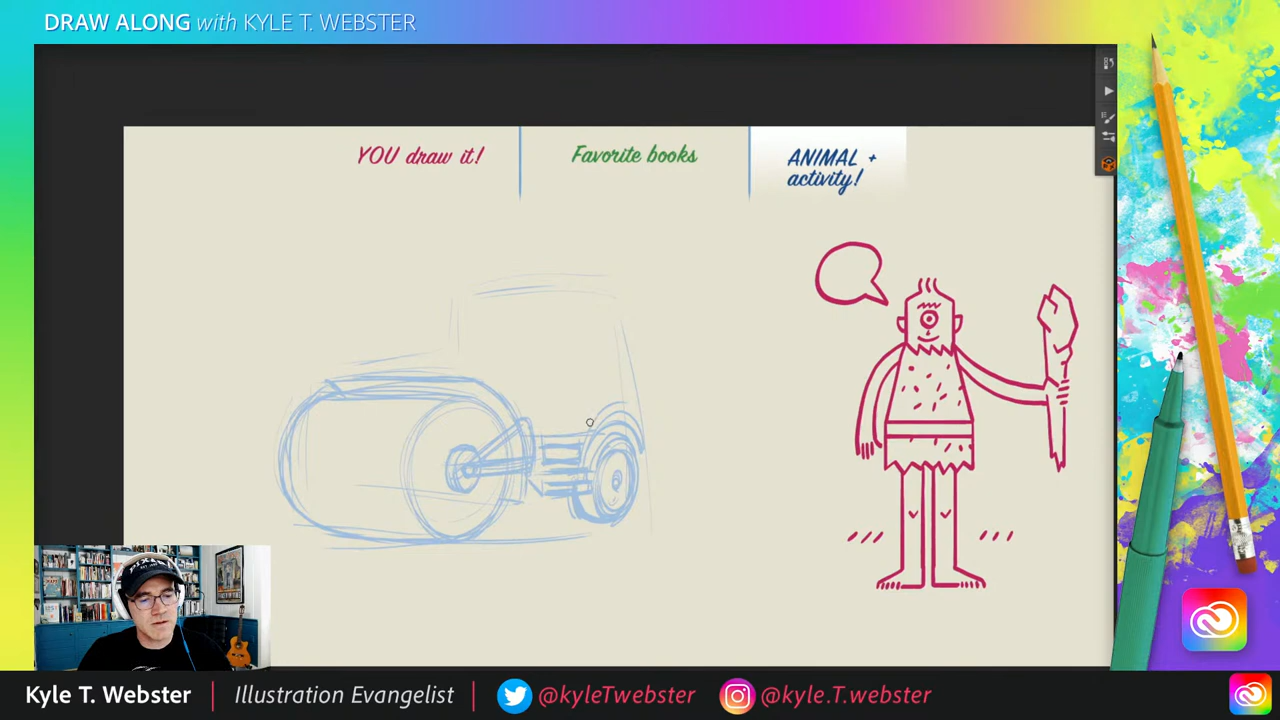 DRAW ALONG with KYLE T. WEBSTER
YOU draw it!
Favorite books
ANIMAL +
activity!
Kyle T. Webster | Illustration Evangelist | @kyleTwebster @kyle.T.webster